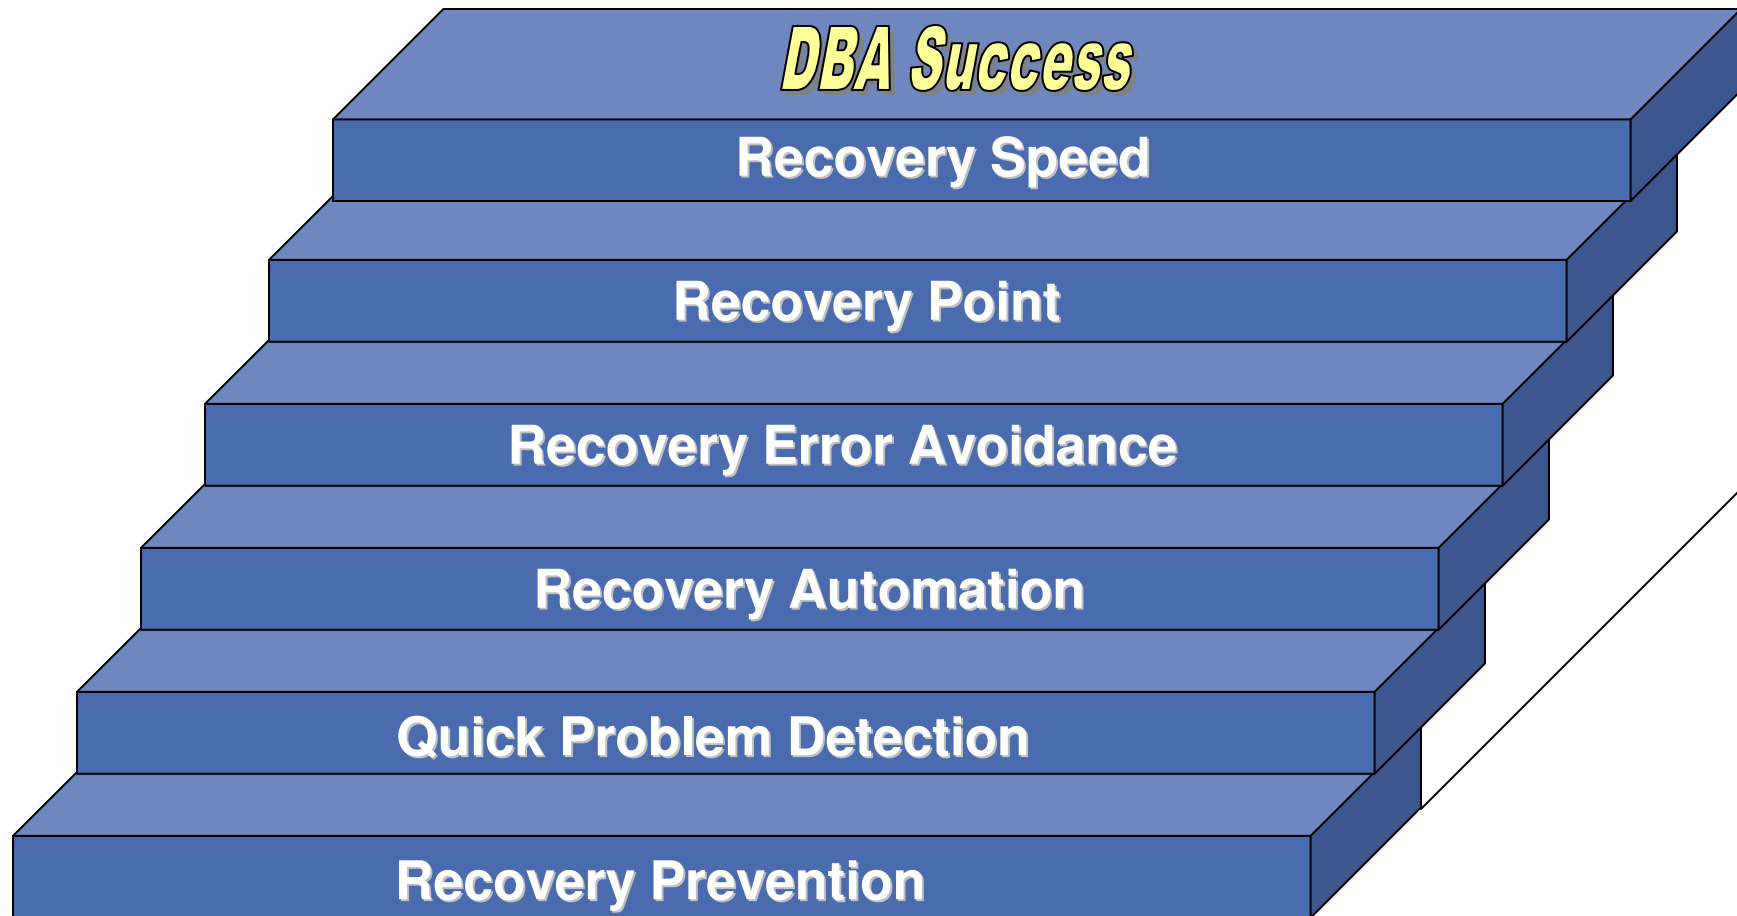 DBA Success
Recovery Speed
Recovery Point
Recovery Error Avoidance
Recovery Automation
Quick Problem Detection
Recovery Prevention